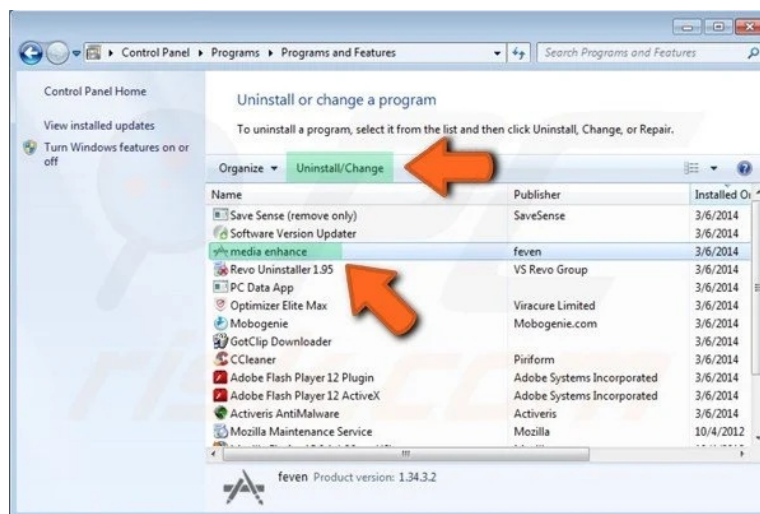 Control Panel ▸ Programs ▸ Programs and Features
Search Programs and Features
Control Panel Home
View installed updates
Turn Windows features on or
off
Uninstall or change a program
To uninstall a program, select it from the list and then click Uninstall, Change, or Repair.
Organize Uninstall/Change
Name Publisher Installed O
Save Sense (remove only) SaveSense 3/6/2014
Software Version Updater 3/6/2014
media enhance feven 3/6/2014
Revo Uninstaller 1.95 VS Revo Group 3/6/2014
PC Data App 3/6/2014
Optimizer Elite Max Viracure Limited 3/6/2014
Mobogenie Mobogenie.com 3/6/2014
GotClip Downloader 3/6/2014
CCleaner Piriform 3/6/2014
Adobe Flash Player 12 Plugin Adobe Systems Incorporated 3/6/2014
Adobe Flash Player 12 ActiveX Adobe Systems Incorporated 3/6/2014
Activeris AntiMalware Activeris 3/6/2014
Mozilla Maintenance Service Mozilla 10/4/2012
feven Product version: 1.34.3.2
PC
risk.com